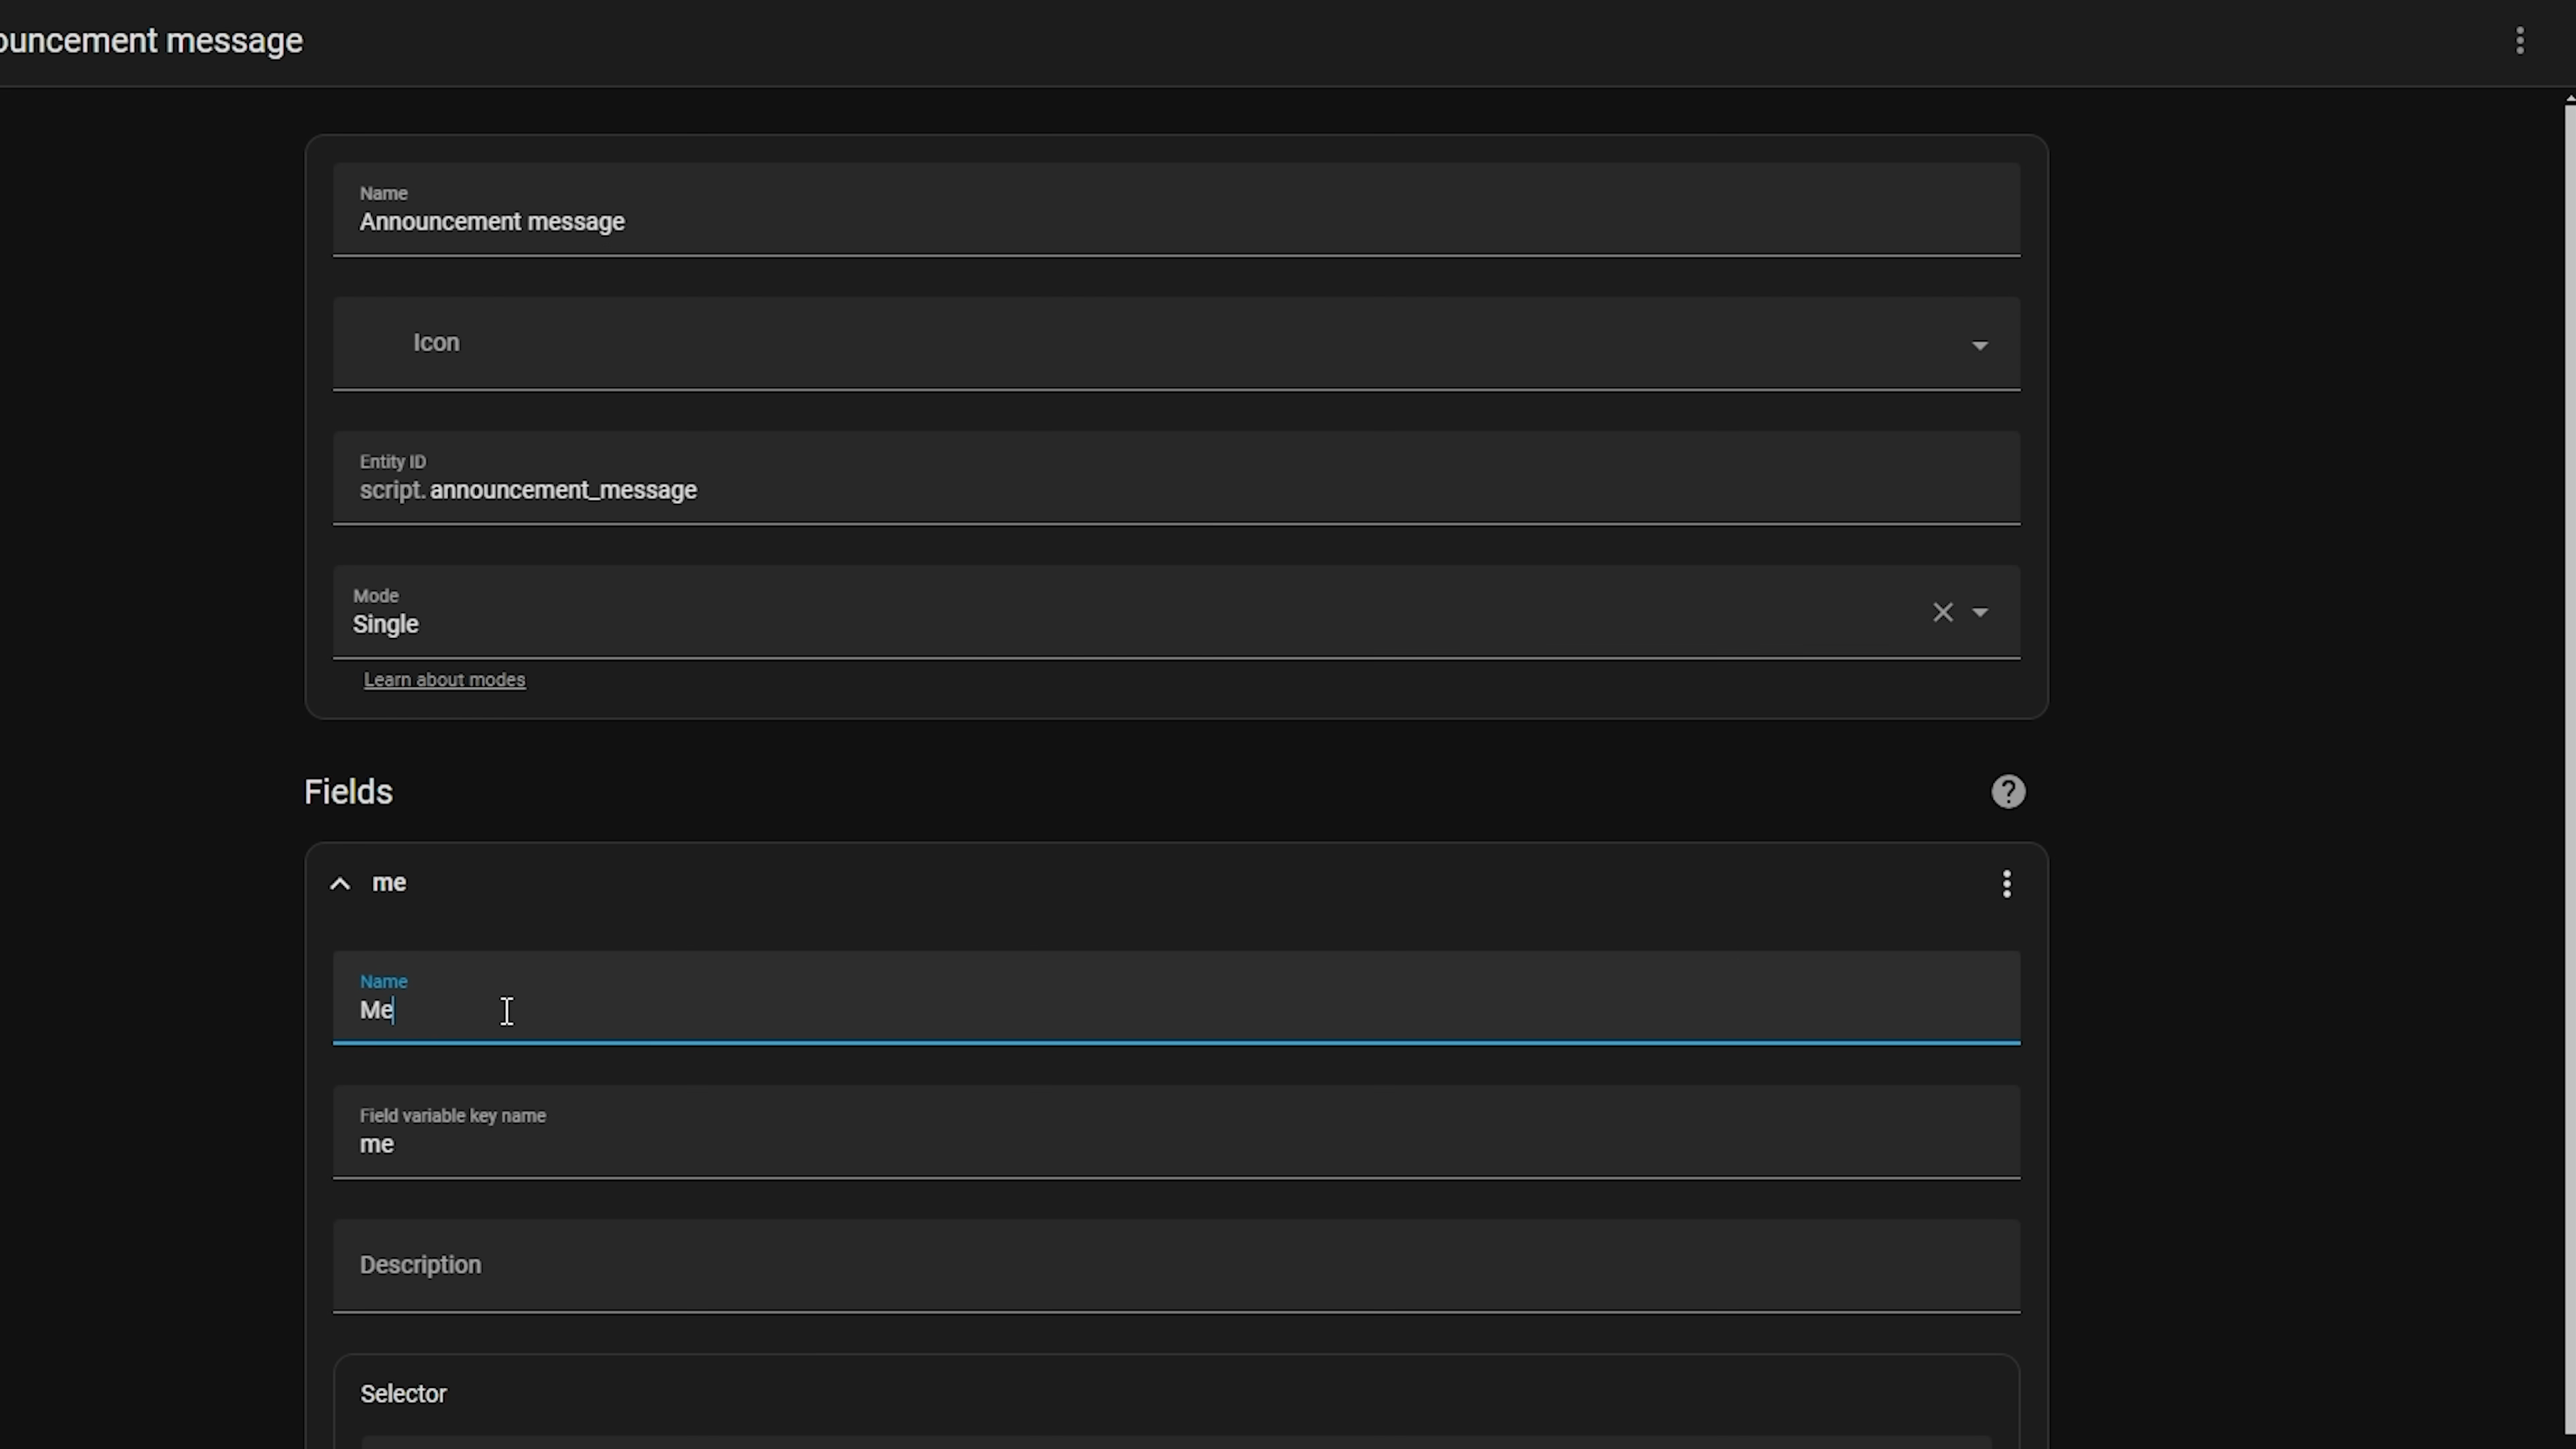 ouncement message
Name
Announcement message
Icon
Entity ID
script. announcement_message
Mode
Single
Learn about modes
Fields
me
Name
Me
Field variable key name
me
Description
Selector